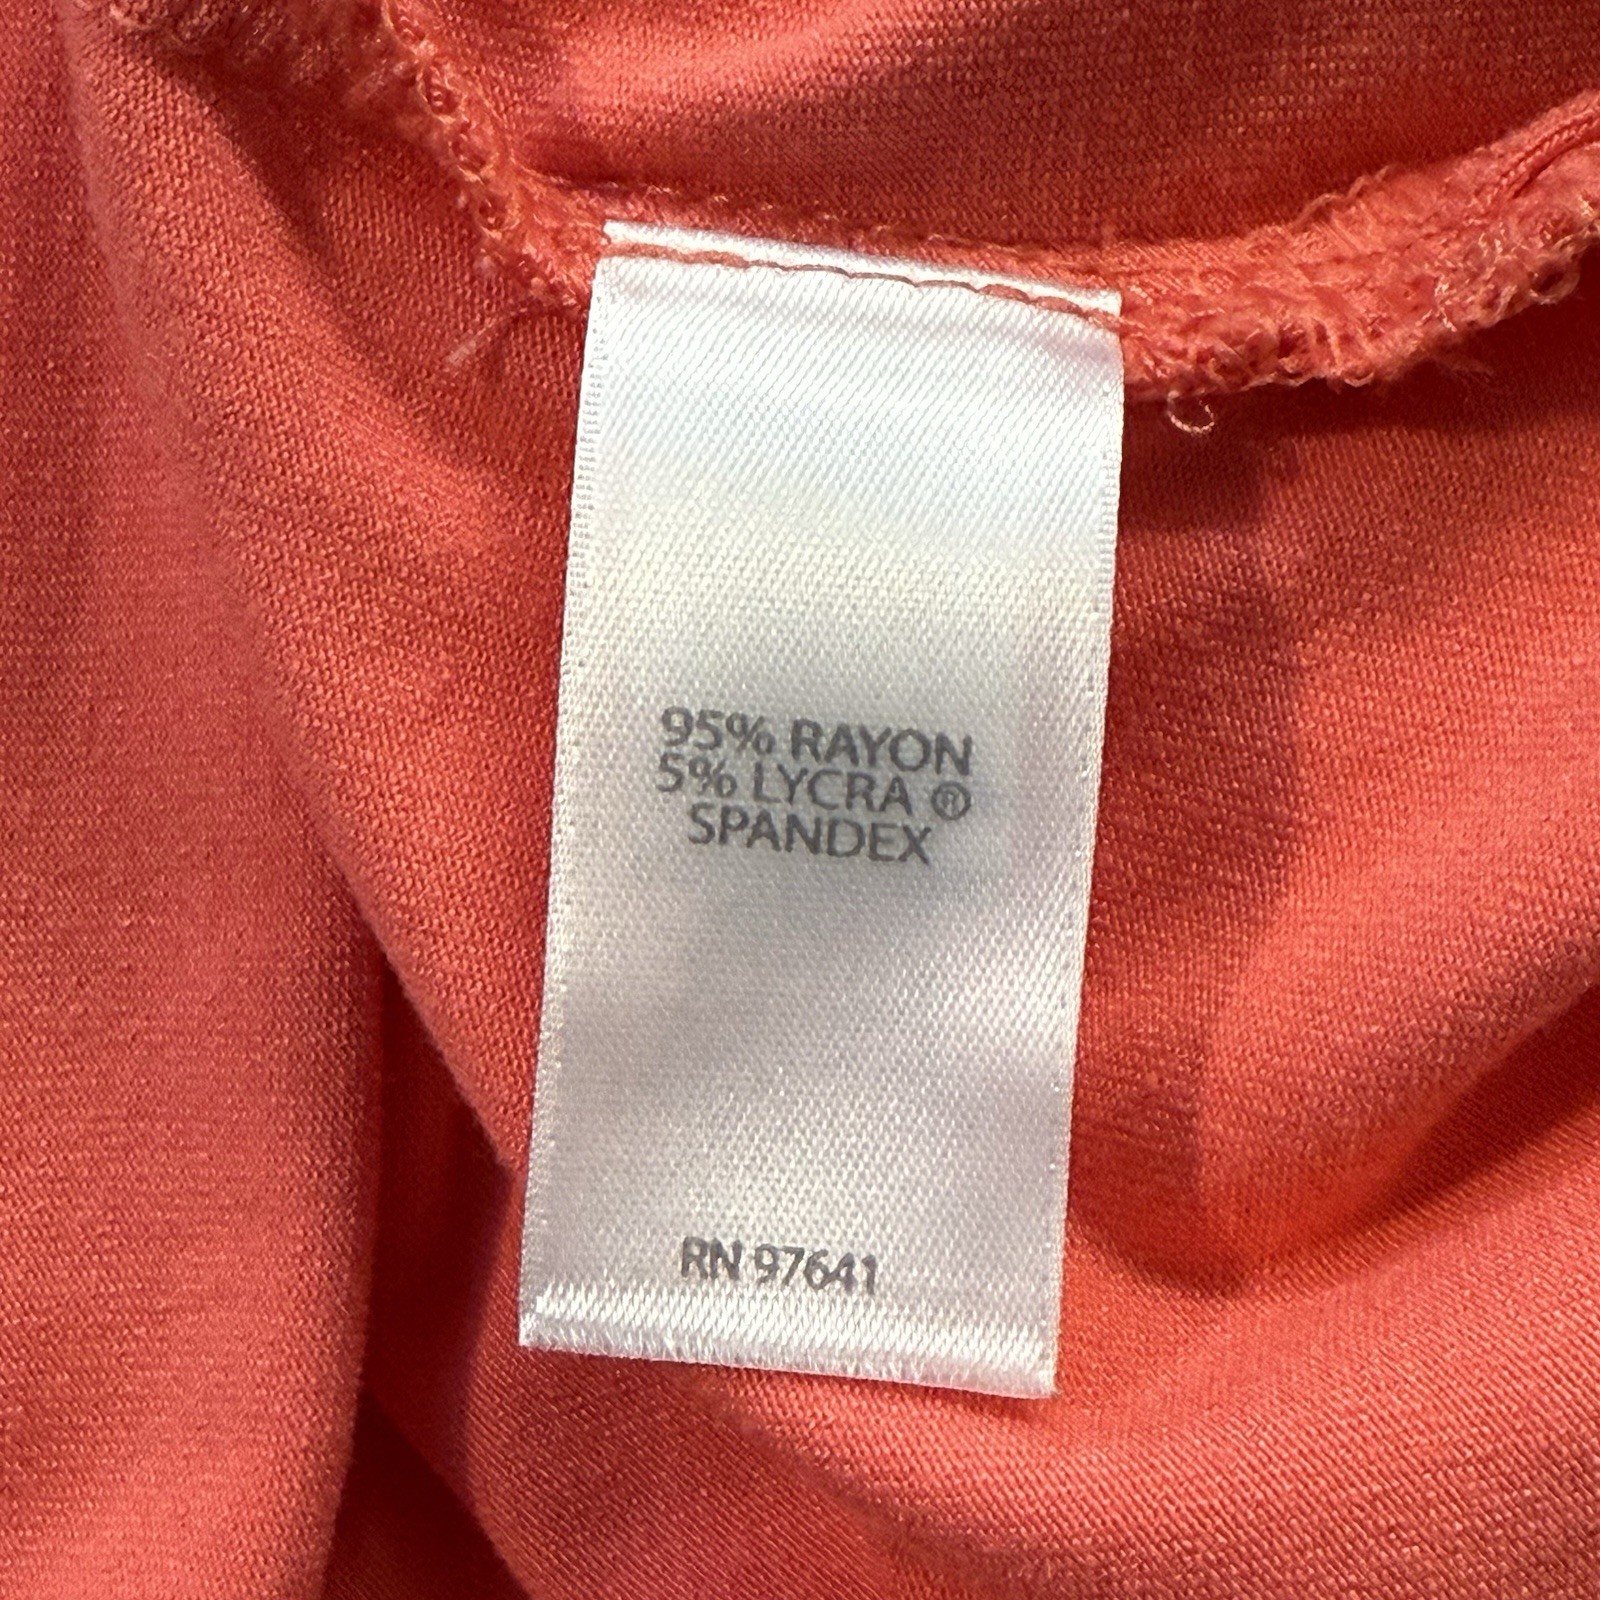 95% RAYON
5% LYCRA ®
SPANDEX
RN 97641